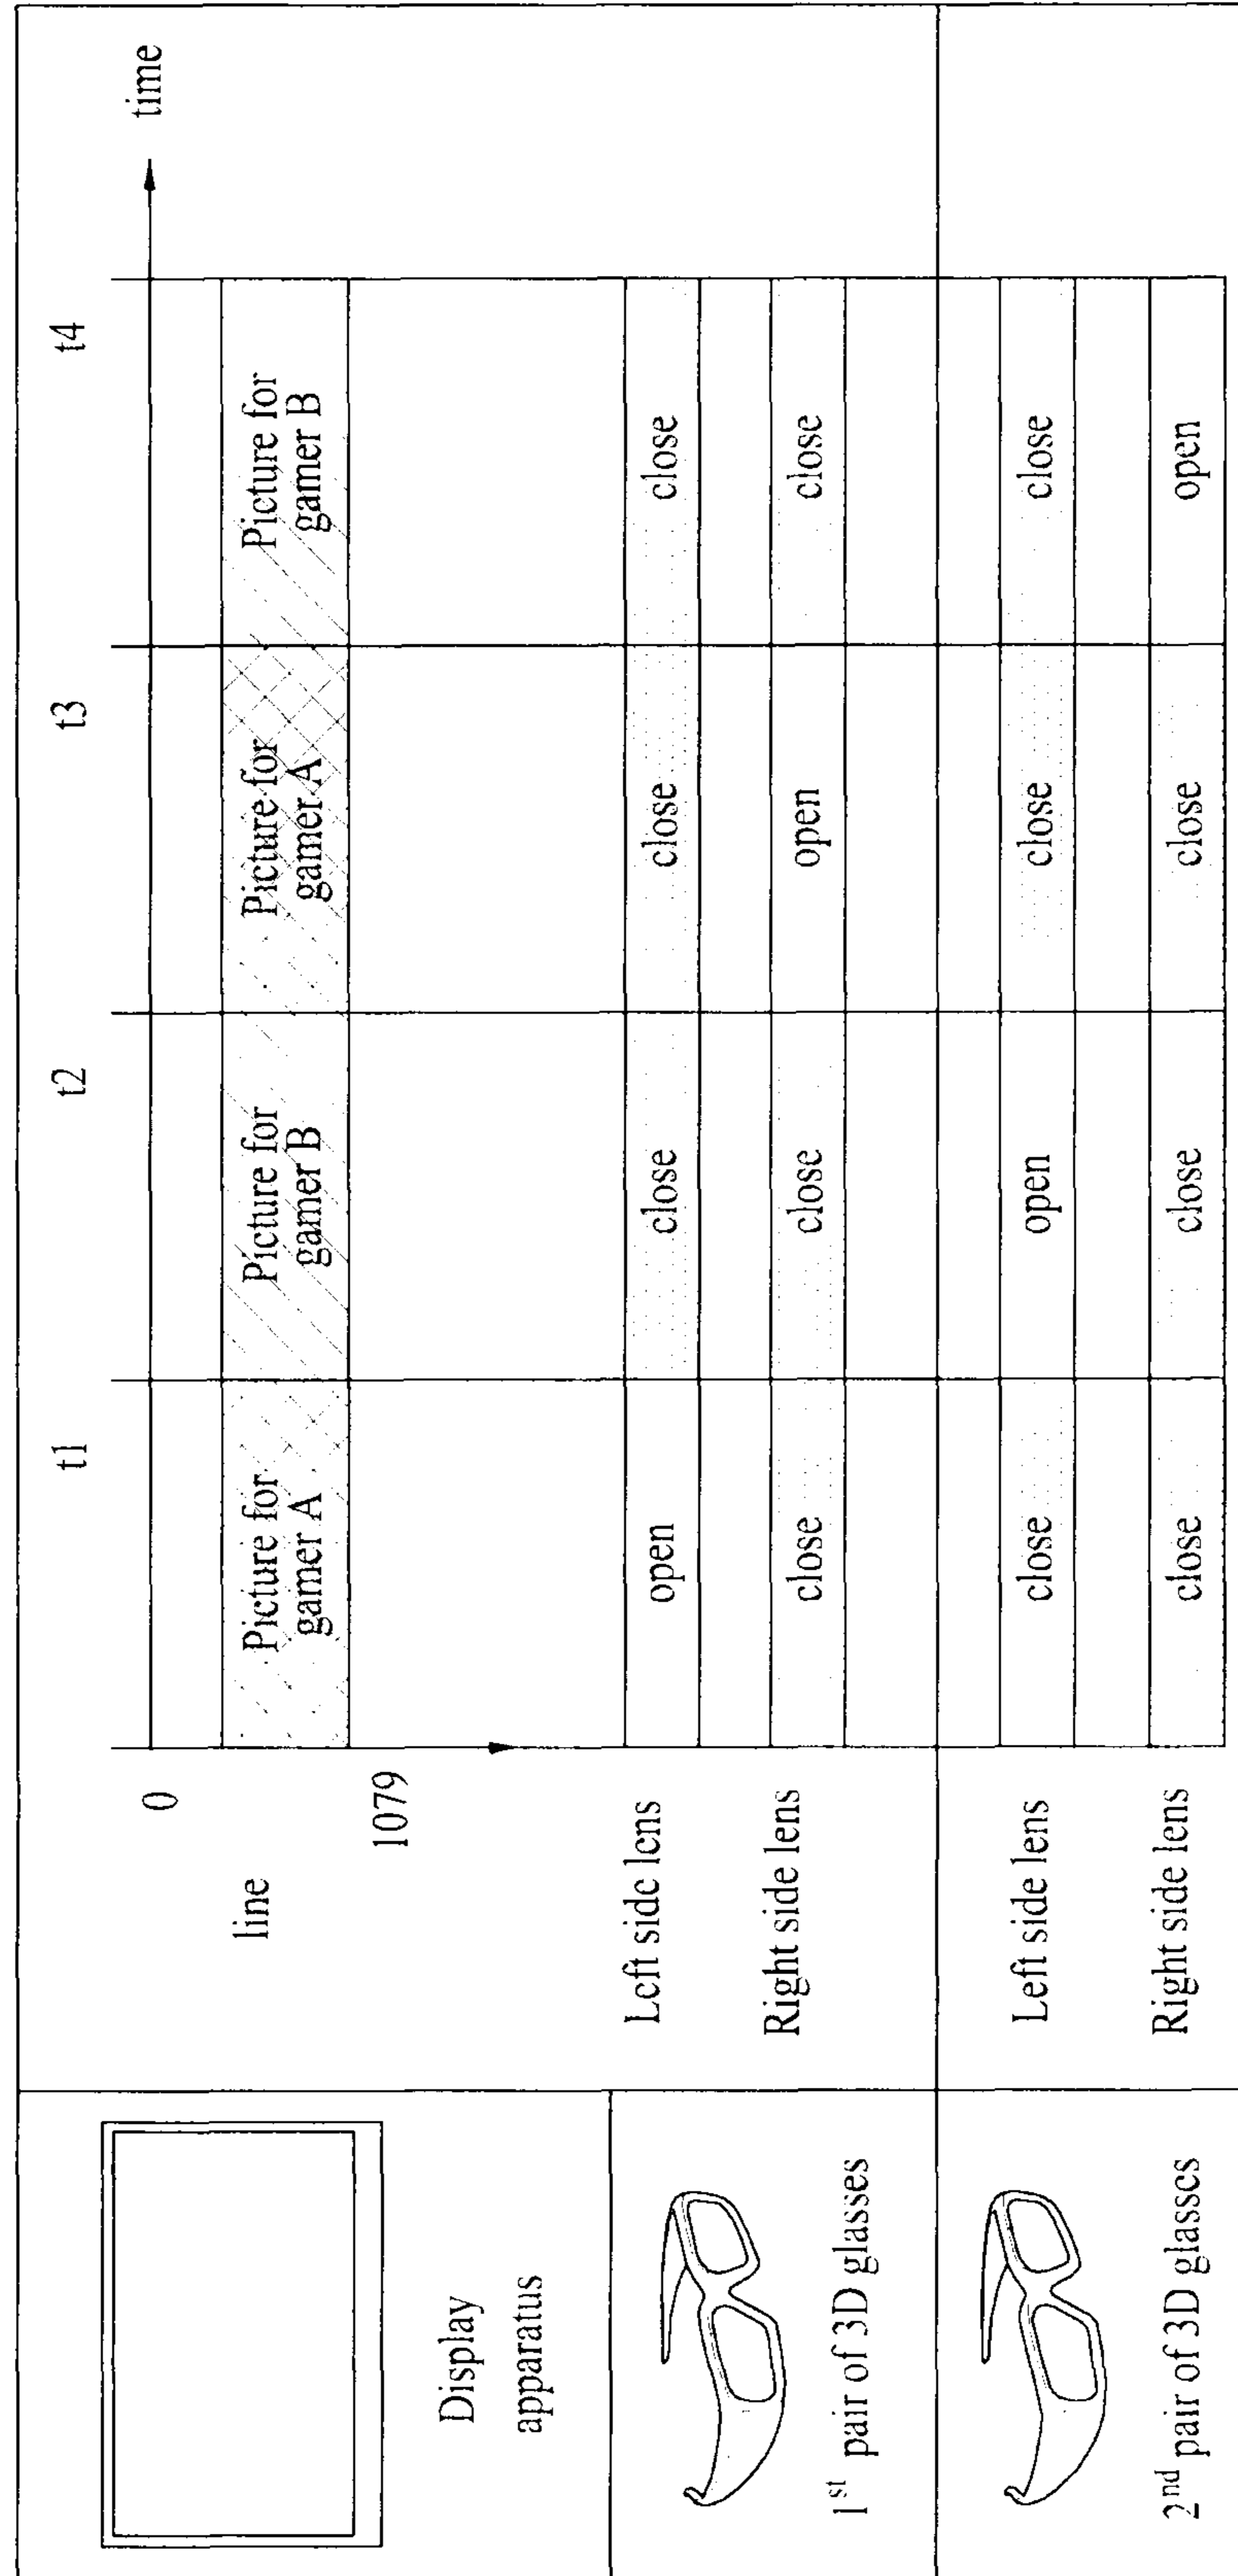 t1 t2 t3 t4
time
0
line
1079
Picture for
gamer A
Picture for
gamer B
Picture for
gamer A
Picture for
gamer B
Display
apparatus
Left side lens
open close close close
Right side lens
close close open close
1st pair of 3D glasses
Left side lens
close open close close
Right side lens
close close close open
2nd pair of 3D glasses